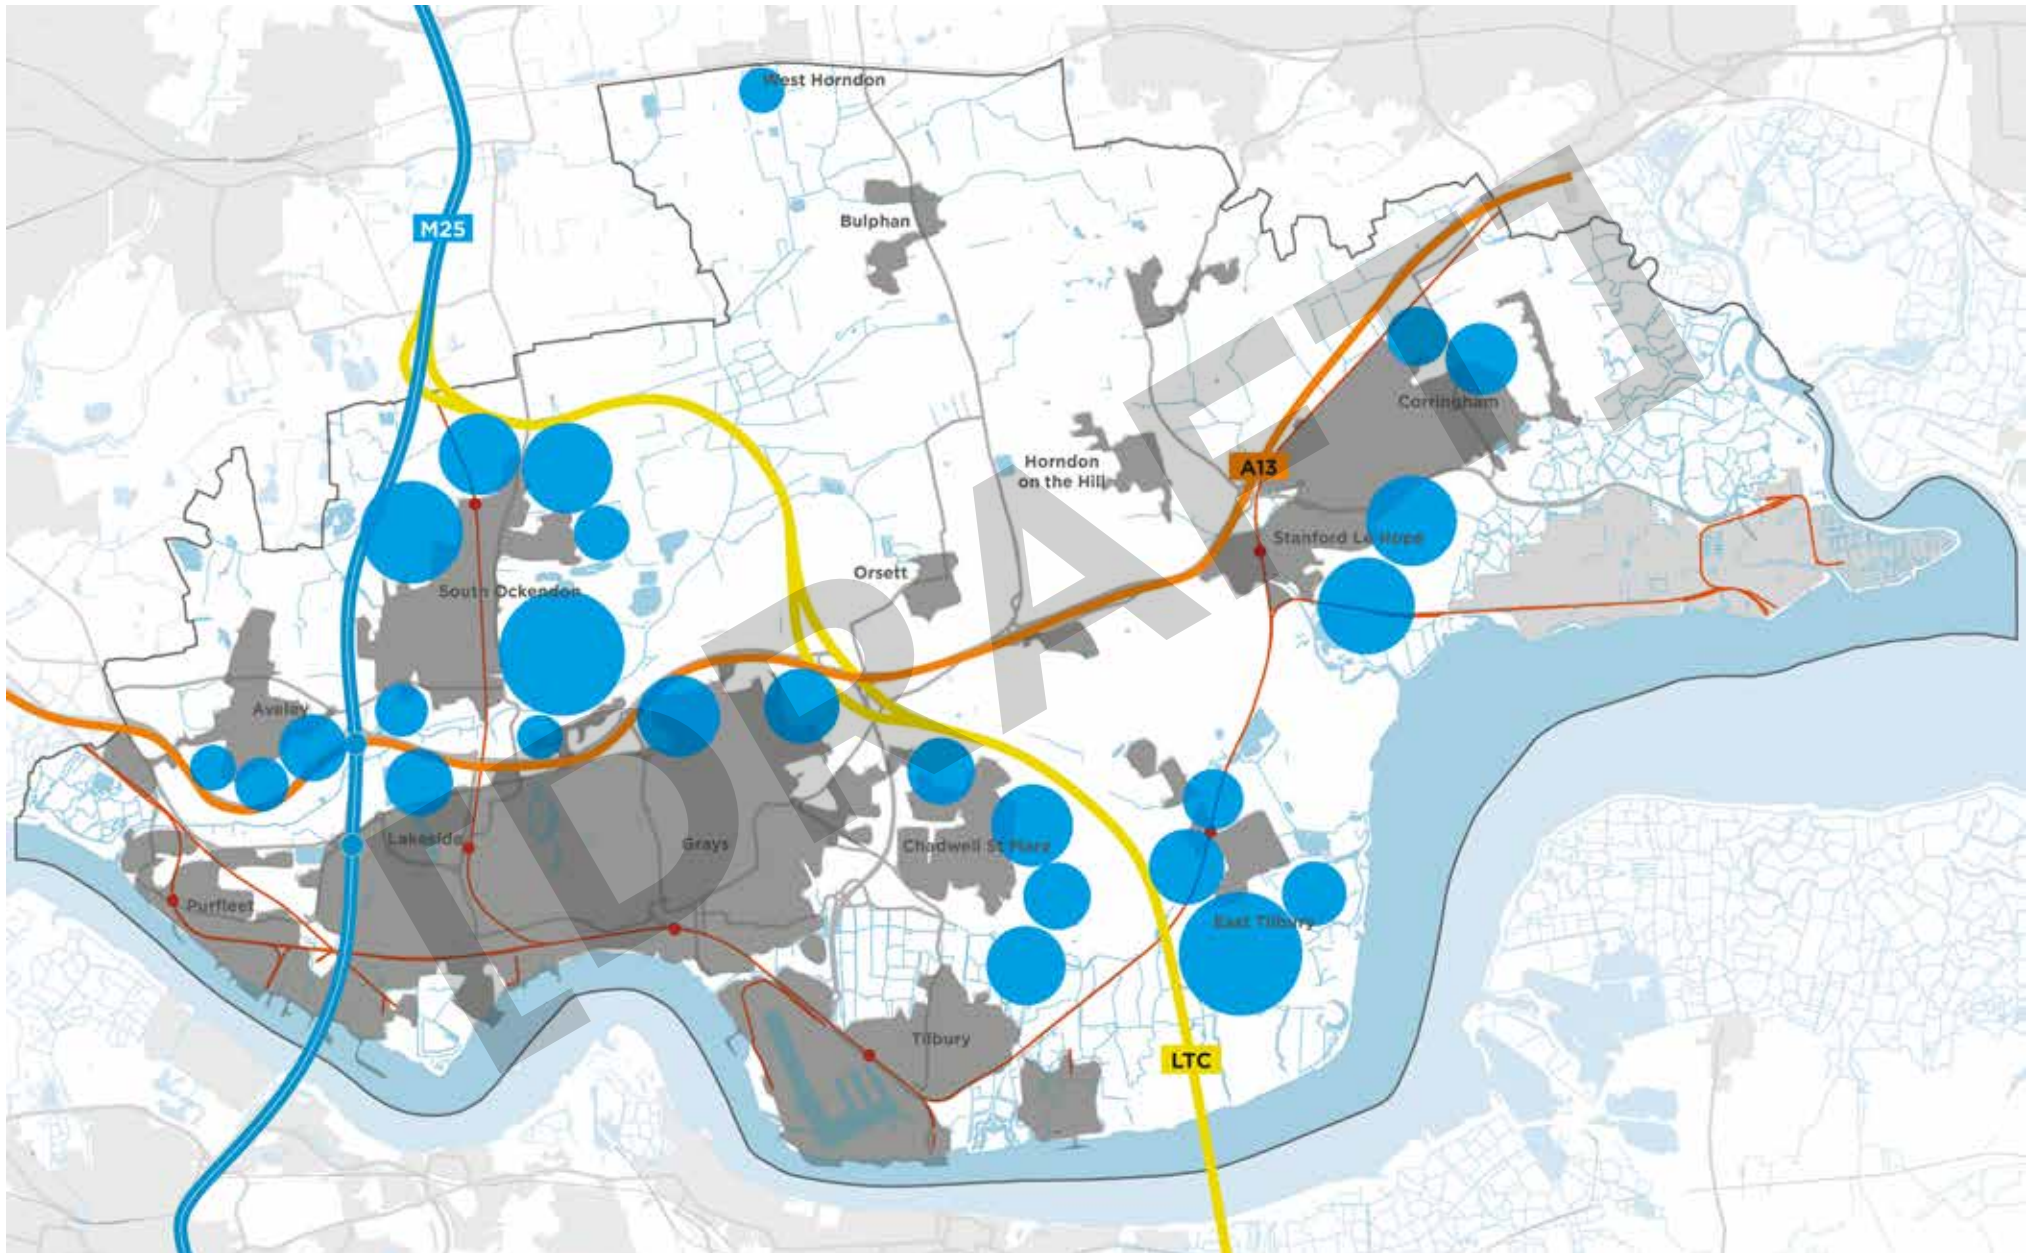 West Horndon
Bulphan
M25
Corringham
A13
Horndon
on the Hill
Stanford Le Hope
Orsett
South Ockendon
Aveley
Lakeside
Grays
Chadwell St Mary
Purfleet
East Tilbury
Tilbury
LTC
[DRAFT]